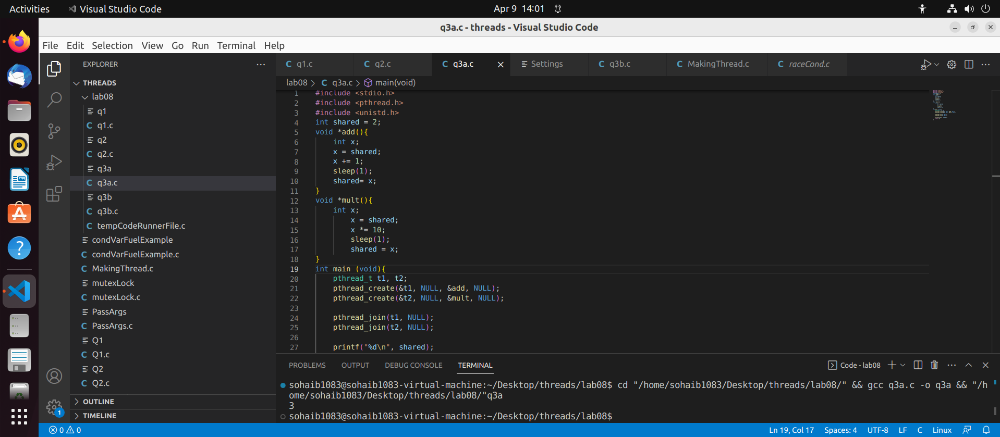 Activities
Visual Studio Code
Apr 9 14:01
q3a.c - threads - Visual Studio Code
File Edit Selection View Go Run Terminal Help
EXPLORER
THREADS
lab08
q1
q1.c
q2
q2.c
q3a
q3a.c
q3b
q3b.c
tempCodeRunnerFile.c
condVarFuelExample
condVarFuelExample.c
MakingThread.c
mutexLock
mutexLock.c
PassArgs
PassArgs.c
Q1
Q1.c
Q2
Q2.c
OUTLINE
TIMELINE
1
q1.c
q2.c
q3a.c
Settings
q3b.c
MakingThread.c
raceCond.c
lab08 > C q3a.c > main(void)
1 #include <stdio.h>
2 #include <pthread.h>
3 #include <unistd.h>
4 int shared = 2;
5 void *add(){
6 int x;
7 x = shared;
8 x += 1;
9 sleep(1);
10 shared= x;
11 }
12 void *mult(){
13 int x;
14 x = shared;
15 x *= 10;
16 sleep(1);
17 shared = x;
18 }
19 int main (void){
20 pthread_t t1, t2;
21 pthread_create(&t1, NULL, &add, NULL);
22 pthread_create(&t2, NULL, &mult, NULL);
23
24 pthread_join(t1, NULL);
25 pthread_join(t2, NULL);
26
27 printf("%d\n", shared);
PROBLEMS OUTPUT DEBUG CONSOLE TERMINAL
Code - lab08
sohaib1083@sohaib1083-virtual-machine:~/Desktop/threads/lab08$ cd "/home/sohaib1083/Desktop/threads/lab08/" && gcc q3a.c -o q3a && "/h
ome/sohaib1083/Desktop/threads/lab08/"q3a
3
sohaib1083@sohaib1083-virtual-machine:~/Desktop/threads/lab08$
0 0
Ln 19, Col 17 Spaces: 4 UTF-8 LF C Linux